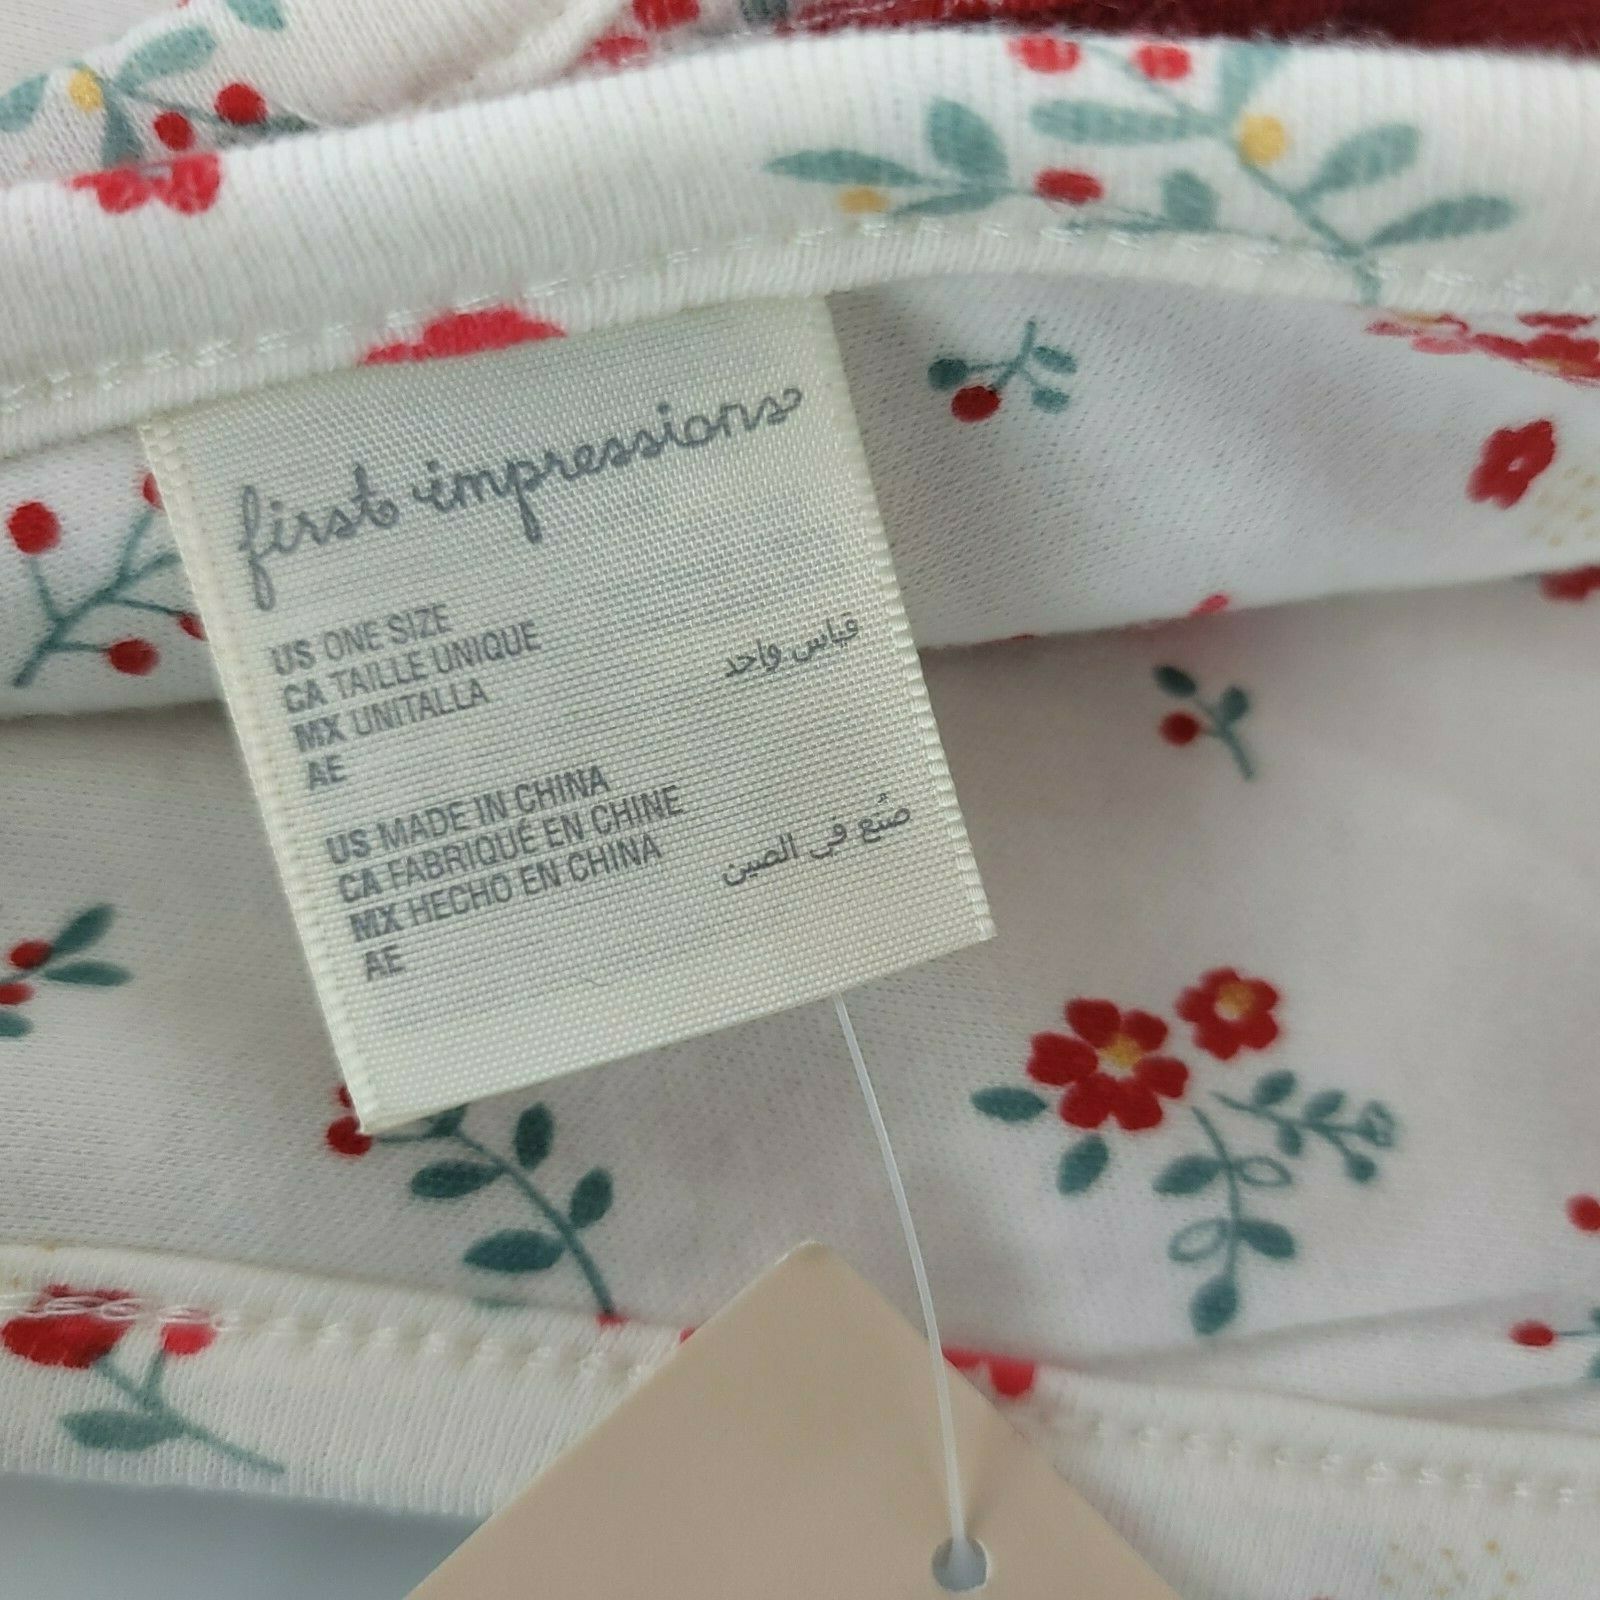 first impressions
US ONE SIZE
CA TAILLE UNIQUE
MX UNITALLA
AE قياس واحد
US MADE IN CHINA
CA FABRIQUÉ EN CHINE
MX HECHO EN CHINA
AE صُنع في الصين